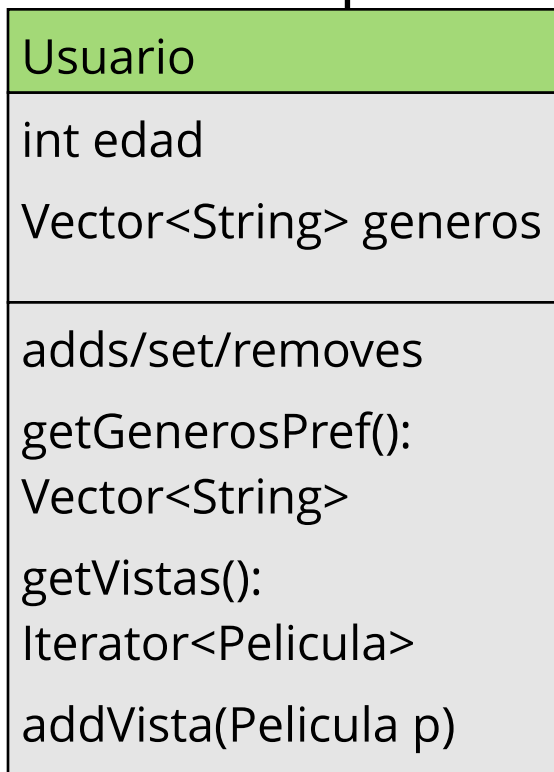 Usuario
int edad
Vector<String> generos
adds/set/removes
getGenerosPref():
Vector<String>
getVistas():
Iterator<Pelicula>
addVista(Pelicula p)